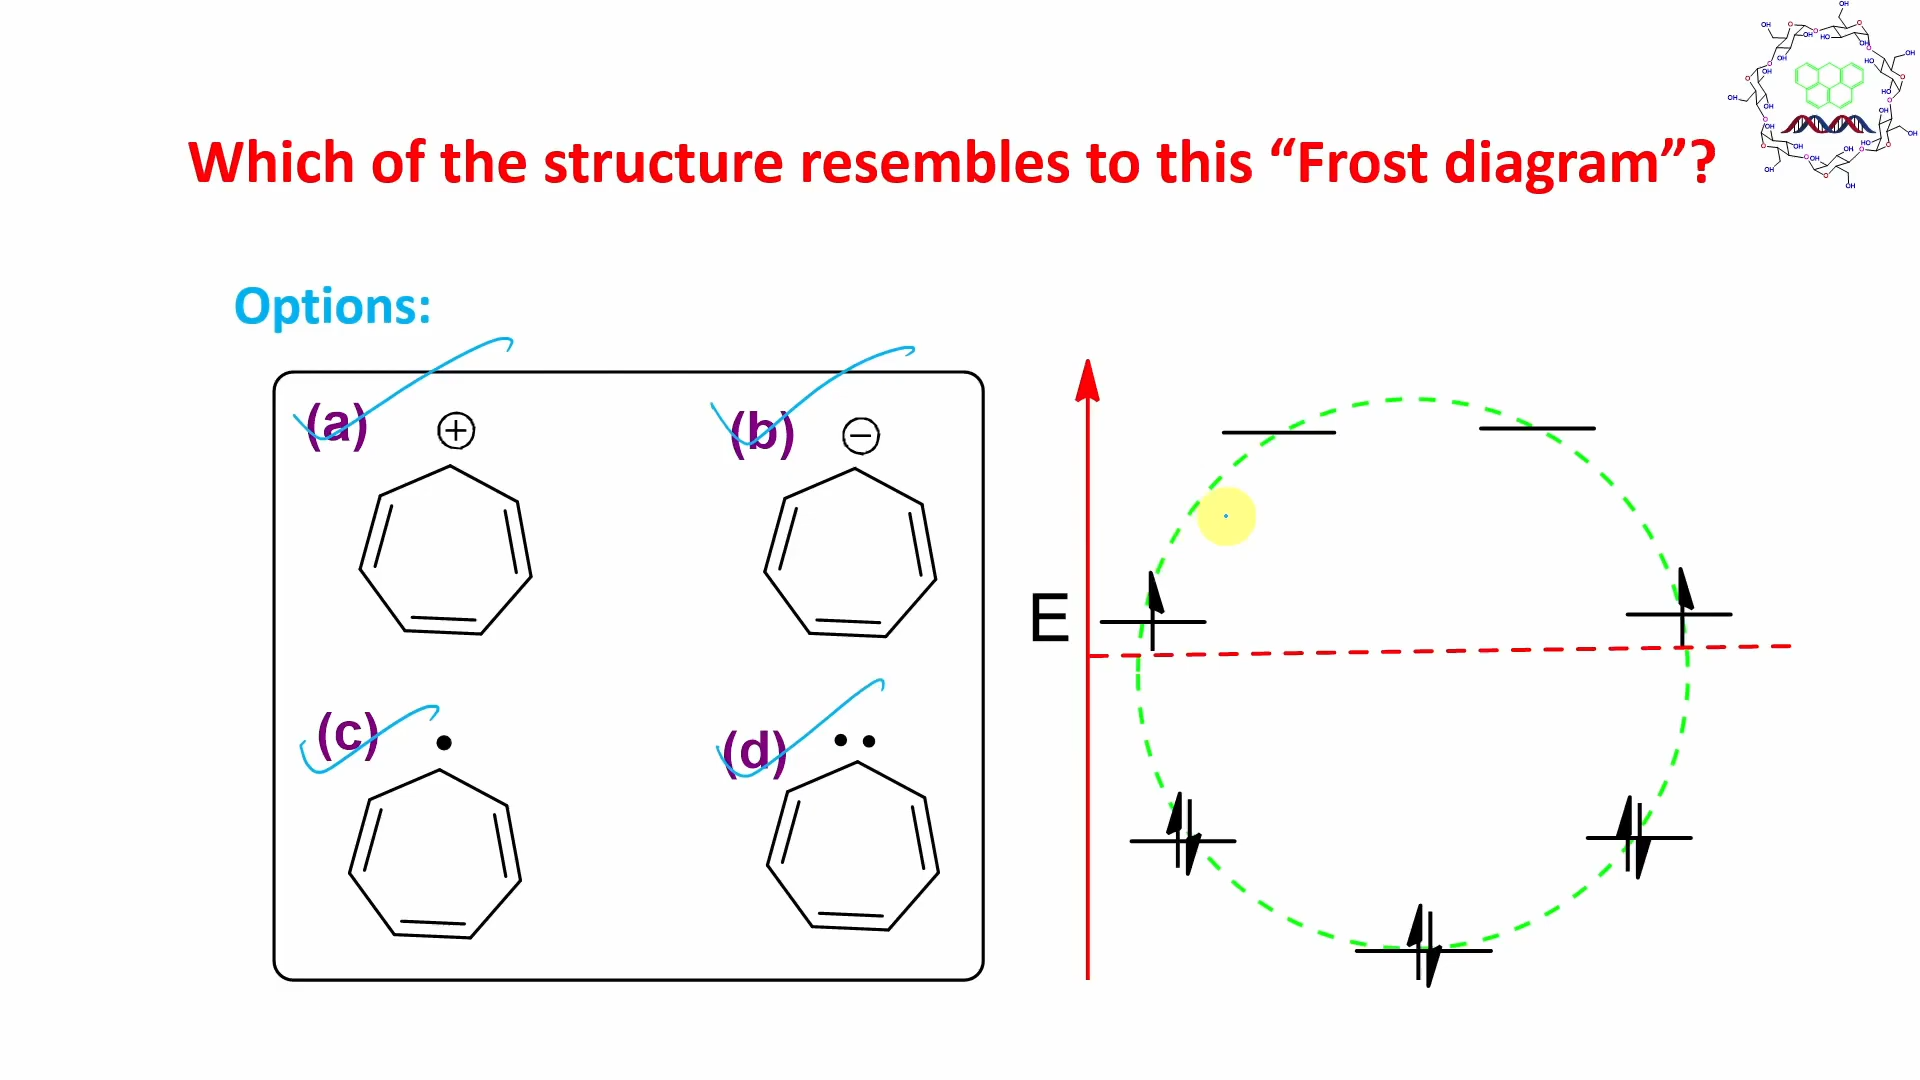 Which of the structure resembles to this “Frost diagram”?
Options:
(a)
(b)
(c)
(d)
E